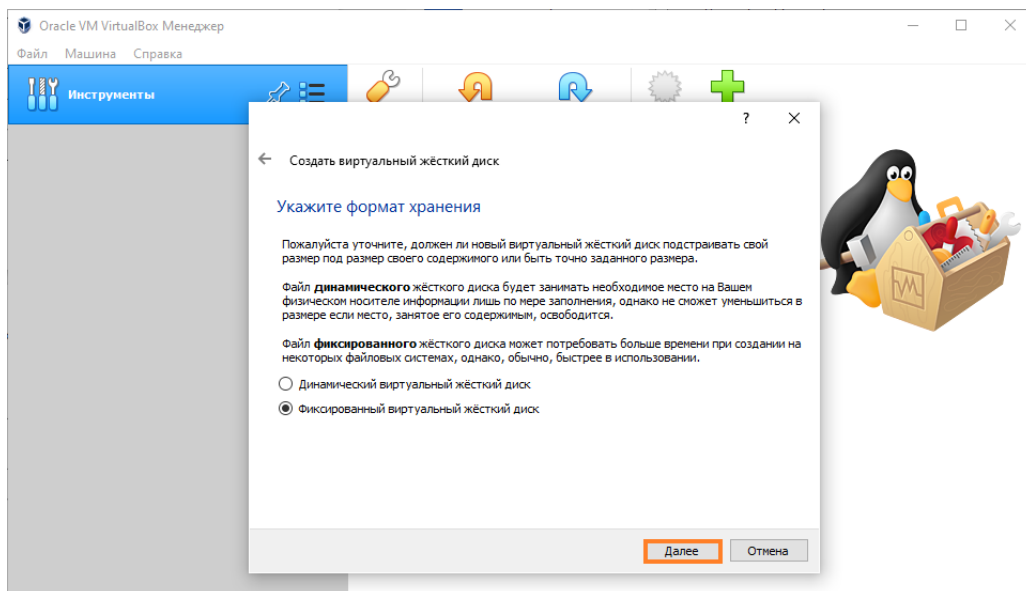 Oracle VM VirtualBox Менеджер
Файл Машина Справка
Инструменты
?
Создать виртуальный жёсткий диск
Укажите формат хранения
Пожалуйста уточните, должен ли новый виртуальный жёсткий диск подстраивать свой
размер под размер своего содержимого или быть точно заданного размера.
Файл динамического жёсткого диска будет занимать необходимое место на Вашем
физическом носителе информации лишь по мере заполнения, однако не сможет уменьшиться в
размере если место, занятое его содержимым, освободится.
Файл фиксированного жёсткого диска может потребовать больше времени при создании на
некоторых файловых системах, однако, обычно, быстрее в использовании.
Динамический виртуальный жёсткий диск
Фиксированный виртуальный жёсткий диск
Далее Отмена